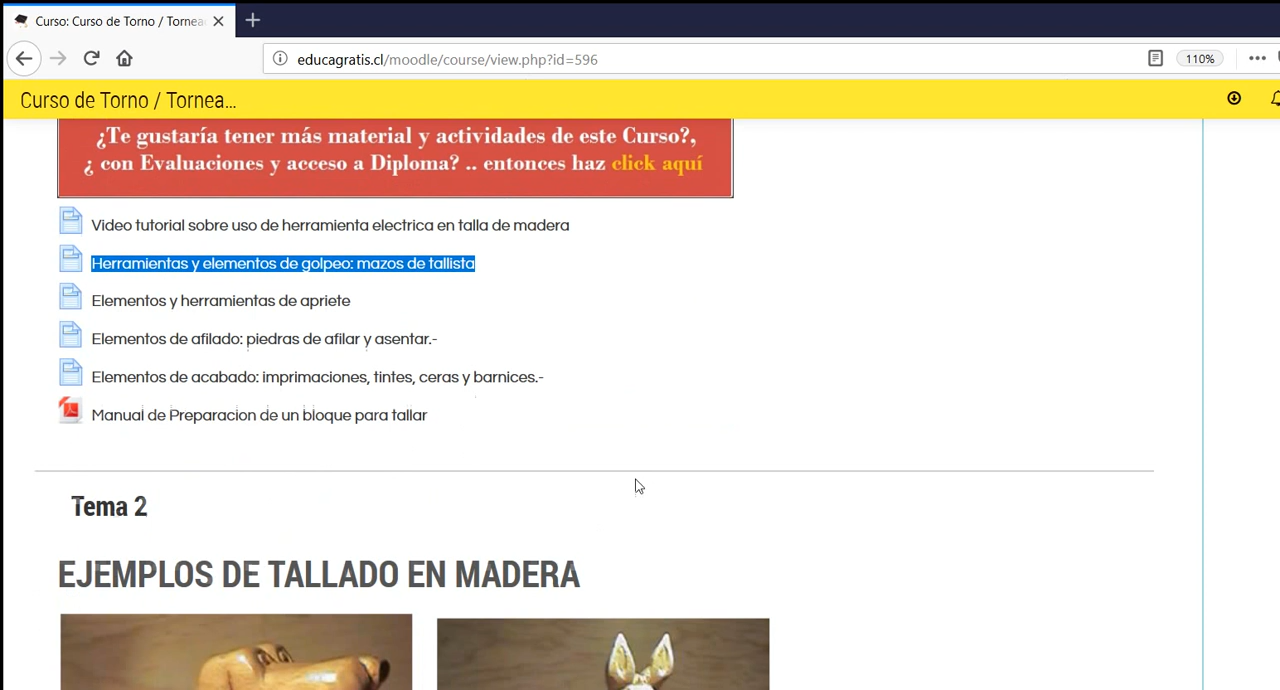 Curso: Curso de Torno / Tornea
educagratis.cl/moodle/course/view.php?id=596
110%
Curso de Torno / Tornea...
¿Te gustaría tener más material y actividades de este Curso?,
¿ con Evaluaciones y acceso a Diploma? .. entonces haz click aquí
Video tutorial sobre uso de herramienta electrica en talla de madera
Herramientas y elementos de golpeo: mazos de tallista
Elementos y herramientas de apriete
Elementos de afilado: piedras de afilar y asentar.-
Elementos de acabado: imprimaciones, tintes, ceras y barnices.-
Manual de Preparacion de un bloque para tallar
Tema 2
EJEMPLOS DE TALLADO EN MADERA